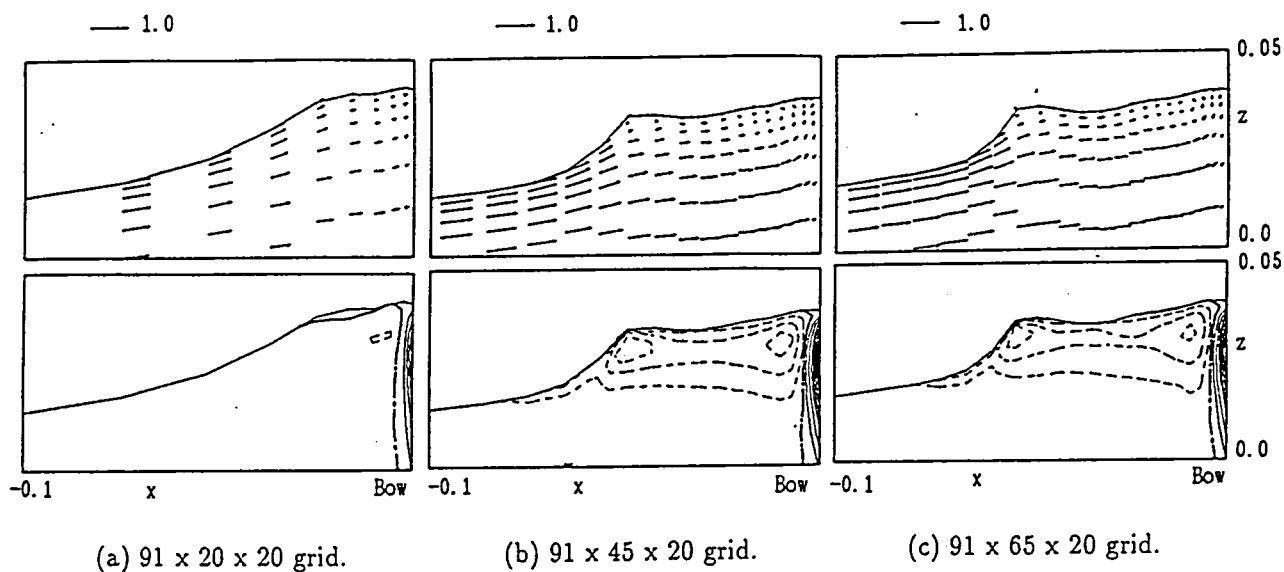 1.0
1.0
1.0
0.05
z
0.0
0.05
z
0.0
-0.1 x Bow
-0.1 x Bow
-0.1 x Bow
(a) 91 x 20 x 20 grid.
(b) 91 x 45 x 20 grid.
(c) 91 x 65 x 20 grid.